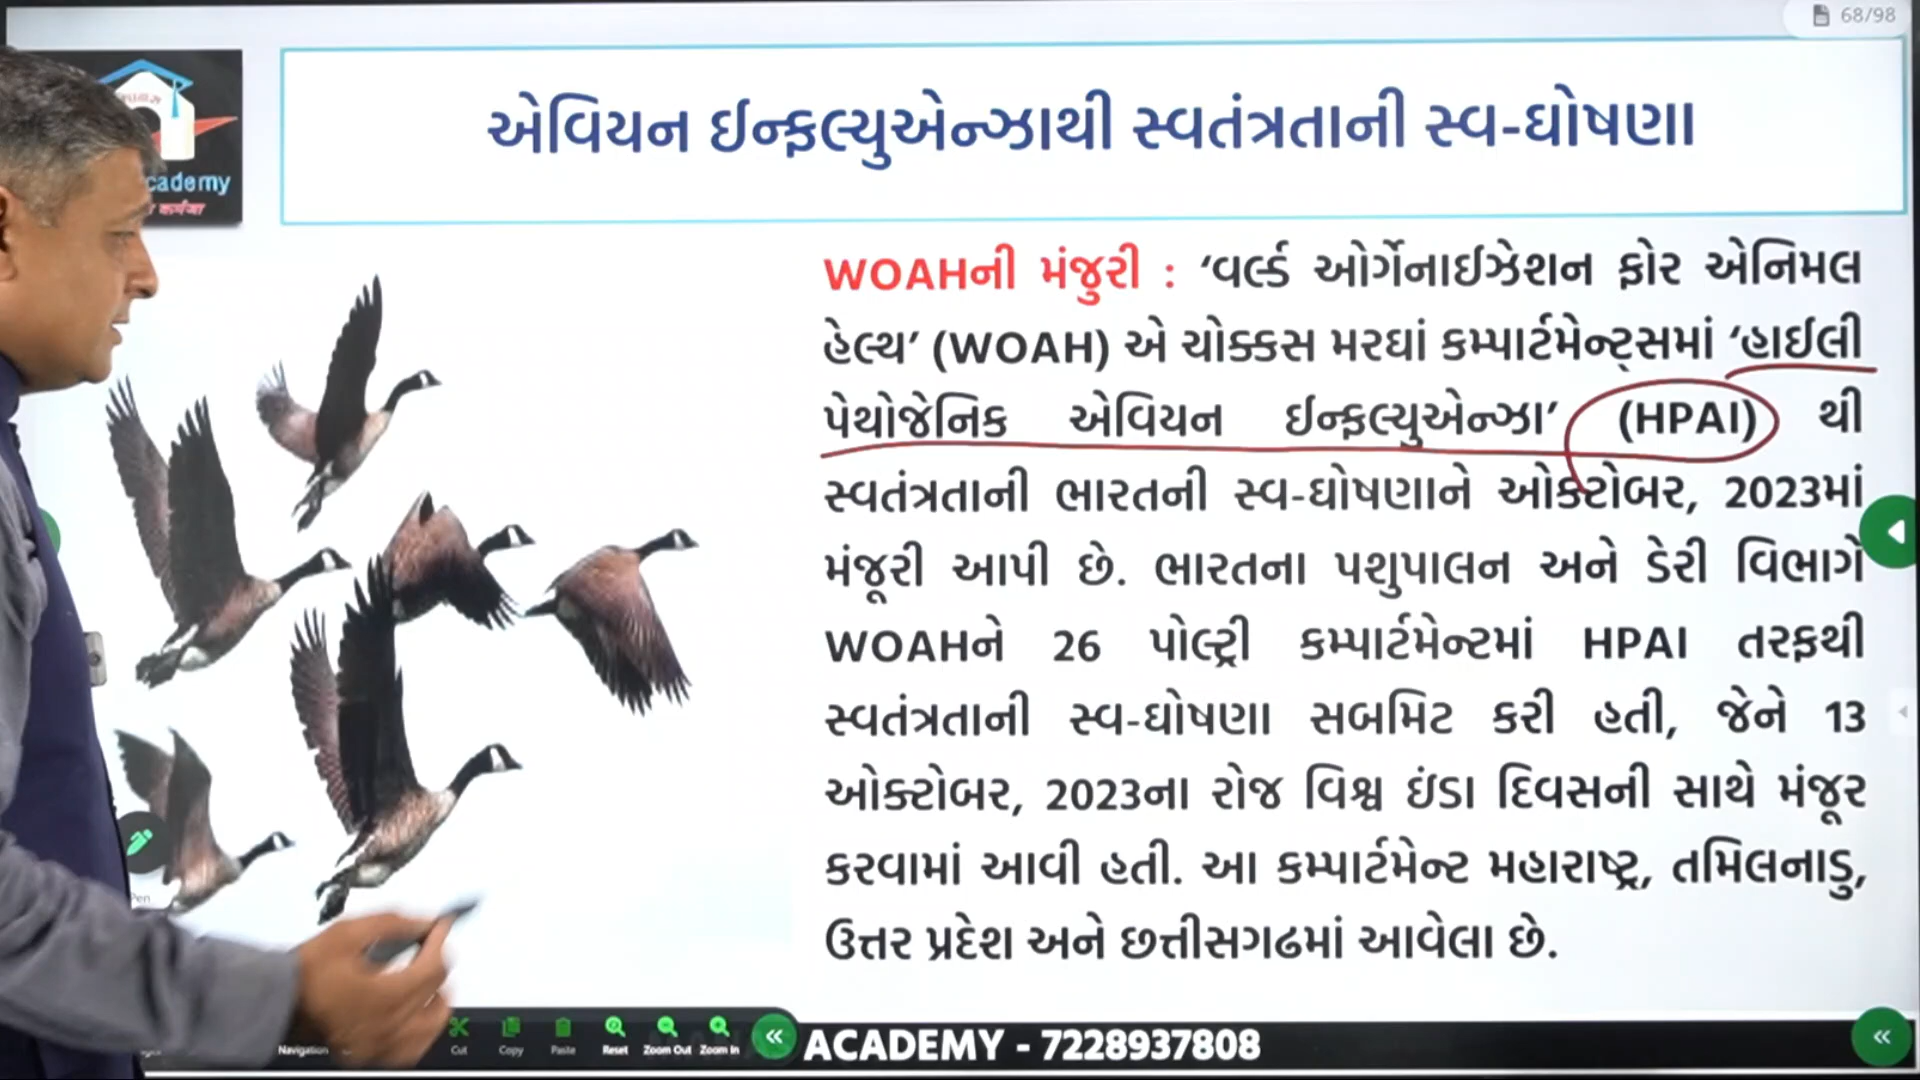 68/98
cademy
એવિયન ઈન્ફલ્યુએન્ઝાથી સ્વતંત્રતાની સ્વ-ઘોષણા
WOAHની મંજુરી : ‘વર્લ્ડ ઓર્ગેનાઈઝેશન ફોર એનિમલ
હેલ્થ’ (WOAH) એ ચોક્કસ મરઘાં કમ્પાર્ટમેન્ટ્સમાં ‘હાઈલી
પેથોજેનિક એવિયન ઈન્ફલ્યુએન્ઝા’ (HPAI) થી
સ્વતંત્રતાની ભારતની સ્વ-ઘોષણાને ઓક્ટોબર, 2023માં
મંજૂરી આપી છે. ભારતના પશુપાલન અને ડેરી વિભાગે
WOAHને 26 પોલ્ટ્રી કમ્પાર્ટમેન્ટમાં HPAI તરફથી
સ્વતંત્રતાની સ્વ-ઘોષણા સબમિટ કરી હતી, જેને 13
ઓક્ટોબર, 2023ના રોજ વિશ્વ ઇંડા દિવસની સાથે મંજૂર
કરવામાં આવી હતી. આ કમ્પાર્ટમેન્ટ મહારાષ્ટ્ર, તમિલનાડુ,
ઉત્તર પ્રદેશ અને છત્તીસગઢમાં આવેલા છે.
Pen
Navigation Cut Copy Paste Reset Zoom Out Zoom In
ACADEMY - 7228937808